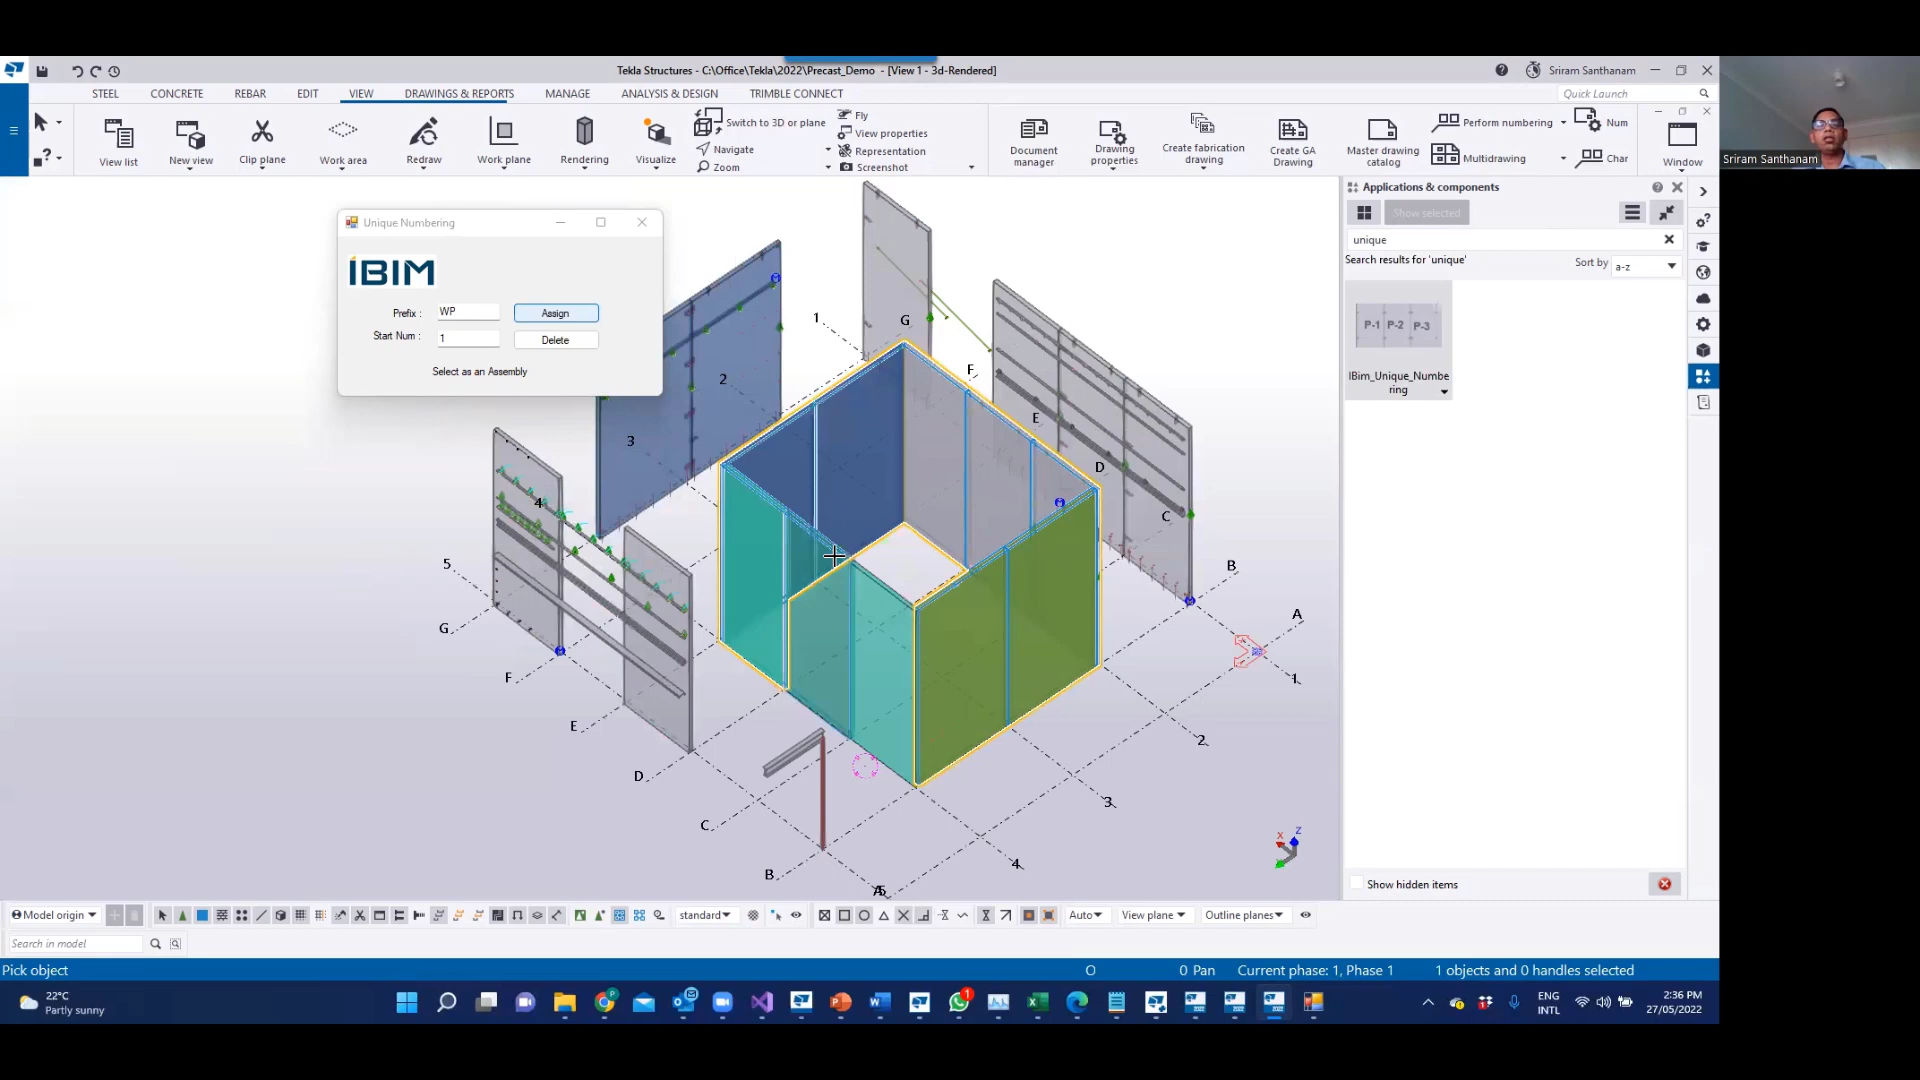 Tekla Structures - C:\Office\Tekla\2022\Precast_Demo - [View 1 - 3d-Rendered]
Sriram Santhanam
STEEL CONCRETE REBAR EDIT VIEW DRAWINGS & REPORTS MANAGE ANALYSIS & DESIGN TRIMBLE CONNECT
Quick Launch
View list
New view
Clip plane
Work area
Redraw
Work plane
Rendering
Visualize
Switch to 3D or plane
Navigate
Zoom
Fly
View properties
Representation
Screenshot
Document manager
Drawing properties
Create fabrication drawing
Create GA Drawing
Master drawing catalog
Perform numbering
Multidrawing
Num
Char
Window
Sriram Santhanam
Unique Numbering
iBIM
Prefix : WP Assign
Start Num : 1 Delete
Select as an Assembly
Applications & components
Show selected
unique
Search results for 'unique'
Sort by a-z
P-1 P-2 P-3
IBim_Unique_Numbe
ring
Show hidden items
1
G
F
2
E
3
D
4
C
5
B
G
A
F
1
E
2
D
3
C
4
B
A
5
X Z
Model origin
standard
Auto
View plane
Outline planes
Search in model
Pick object
O
0 Pan
Current phase: 1, Phase 1
1 objects and 0 handles selected
22°C
Partly sunny
1
ENG
INTL
2:36 PM
27/05/2022